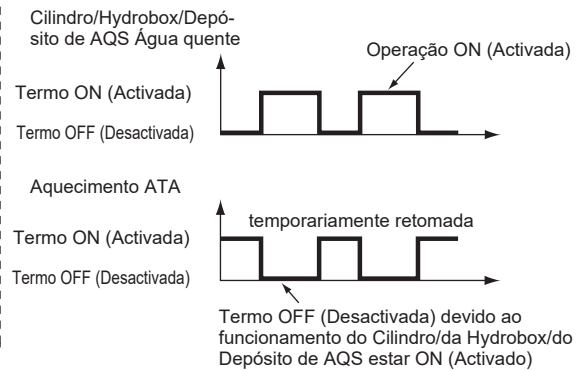 Cilindro/Hydrobox/Depó-
sito de AQS Água quente
Operação ON (Activada)
Termo ON (Activada)
Termo OFF (Desactivada)
Aquecimento ATA
temporariamente retomada
Termo ON (Activada)
Termo OFF (Desactivada)
Termo OFF (Desactivada) devido ao
funcionamento do Cilindro/da Hydrobox/do
Depósito de AQS estar ON (Activado)